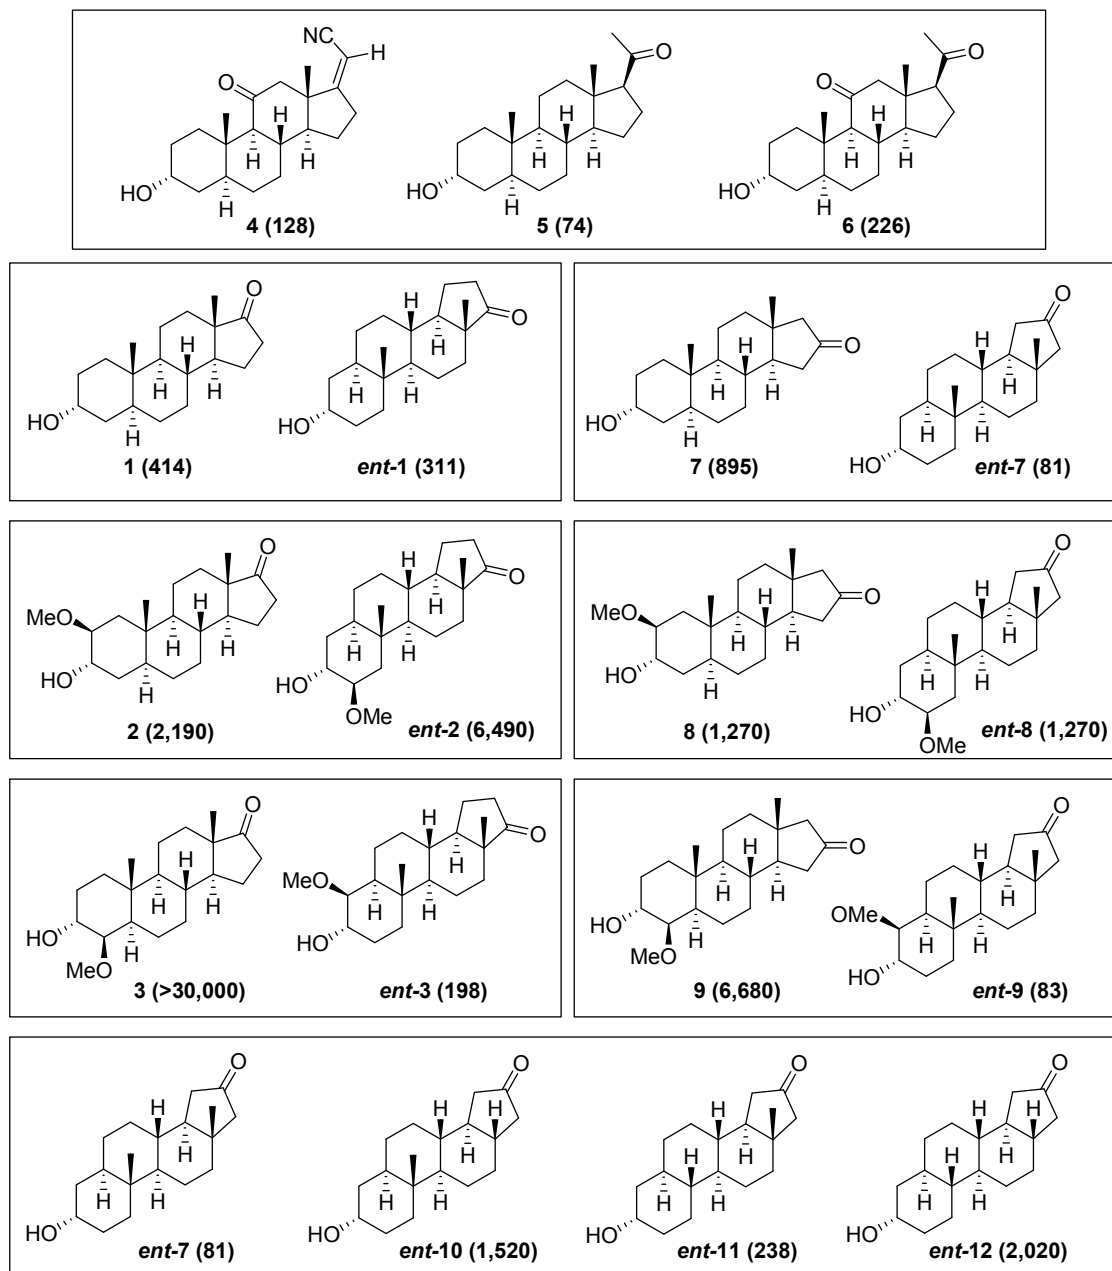 NC
H
O
H
H
H
HO
4 (128)
O
H
H
HO
H
5 (74)
O
O
H
H
H
HO
H
6 (226)
O
H
H
H
HO
H
1 (414)
H
O
H
H
H
HO
ent-1 (311)
H
H
H
O
HO
H
7 (895)
O
H
H
H
H
HO
ent-7 (81)
O
MeO
H
H
H
HO
H
2 (2,190)
H
O
H
H
H
HO
OMe
ent-2 (6,490)
MeO
H
H
H
O
HO
H
8 (1,270)
O
H
H
H
H
HO
OMe
ent-8 (1,270)
O
H
H
H
HO
H
MeO
3 (>30,000)
H
O
MeO
H
H
H
HO
ent-3 (198)
H
H
H
O
HO
H
MeO
9 (6,680)
O
H
H
OMe
H
H
HO
ent-9 (83)
O
H
H
H
H
HO
ent-7 (81)
O
H
H
H
H
H
HO
ent-10 (1,520)
O
H
H
H
H
H
HO
ent-11 (238)
O
H
H
H
H
H
H
HO
ent-12 (2,020)